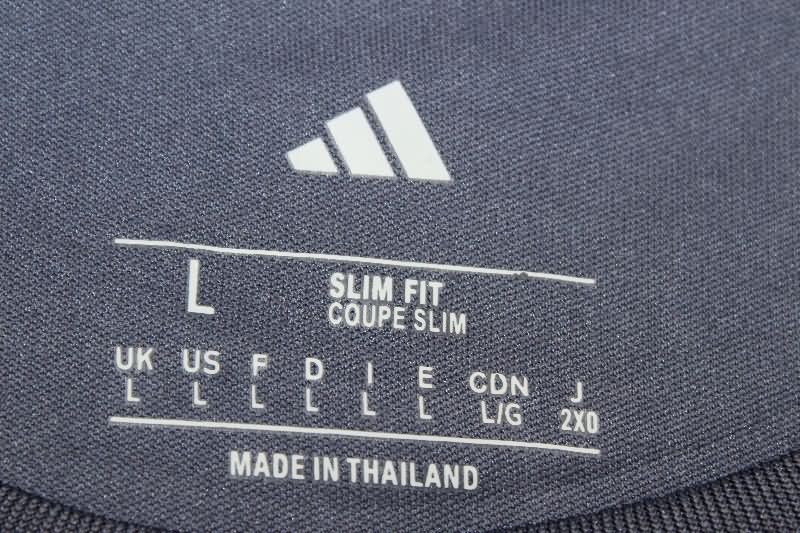 L
SLIM FIT
COUPE SLIM
UK US F D I E CDN J
L L L L L L L/G 2XO
MADE IN THAILAND